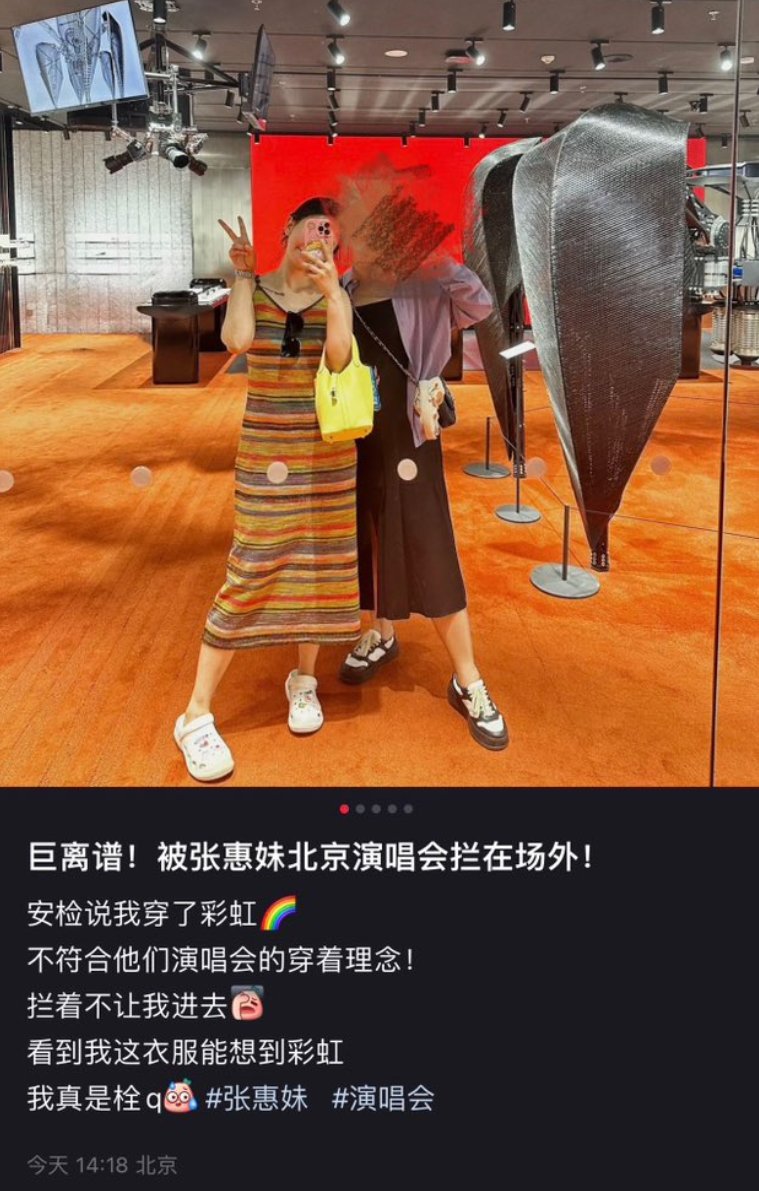 巨离谱！被张惠妹北京演唱会拦在场外！
安检说我穿了彩虹🌈
不符合他们演唱会的穿着理念！
拦着不让我进去
看到我这衣服能想到彩虹
我真是栓q #张惠妹 #演唱会
今天 14:18 北京